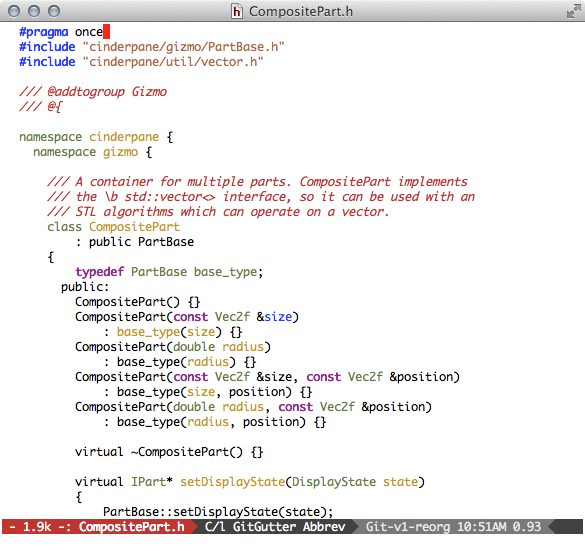 CompositePart.h
#pragma once
#include "cinderpane/gizmo/PartBase.h"
#include "cinderpane/util/vector.h"
/// @addtogroup Gizmo
/// @{
namespace cinderpane {
namespace gizmo {
/// A container for multiple parts. CompositePart implements
/// the \b std::vector<> interface, so it can be used with an
/// STL algorithms which can operate on a vector.
class CompositePart
: public PartBase
{
typedef PartBase base_type;
public:
CompositePart() {}
CompositePart(const Vec2f &size)
: base_type(size) {}
CompositePart(double radius)
: base_type(radius) {}
CompositePart(const Vec2f &size, const Vec2f &position)
: base_type(size, position) {}
CompositePart(double radius, const Vec2f &position)
: base_type(radius, position) {}
virtual ~CompositePart() {}
virtual IPart* setDisplayState(DisplayState state)
{
PartBase::setDisplayState(state);
- 1.9k -: CompositePart.h C/l GitGutter Abbrev Git-v1-reorg 10:51AM 0.93